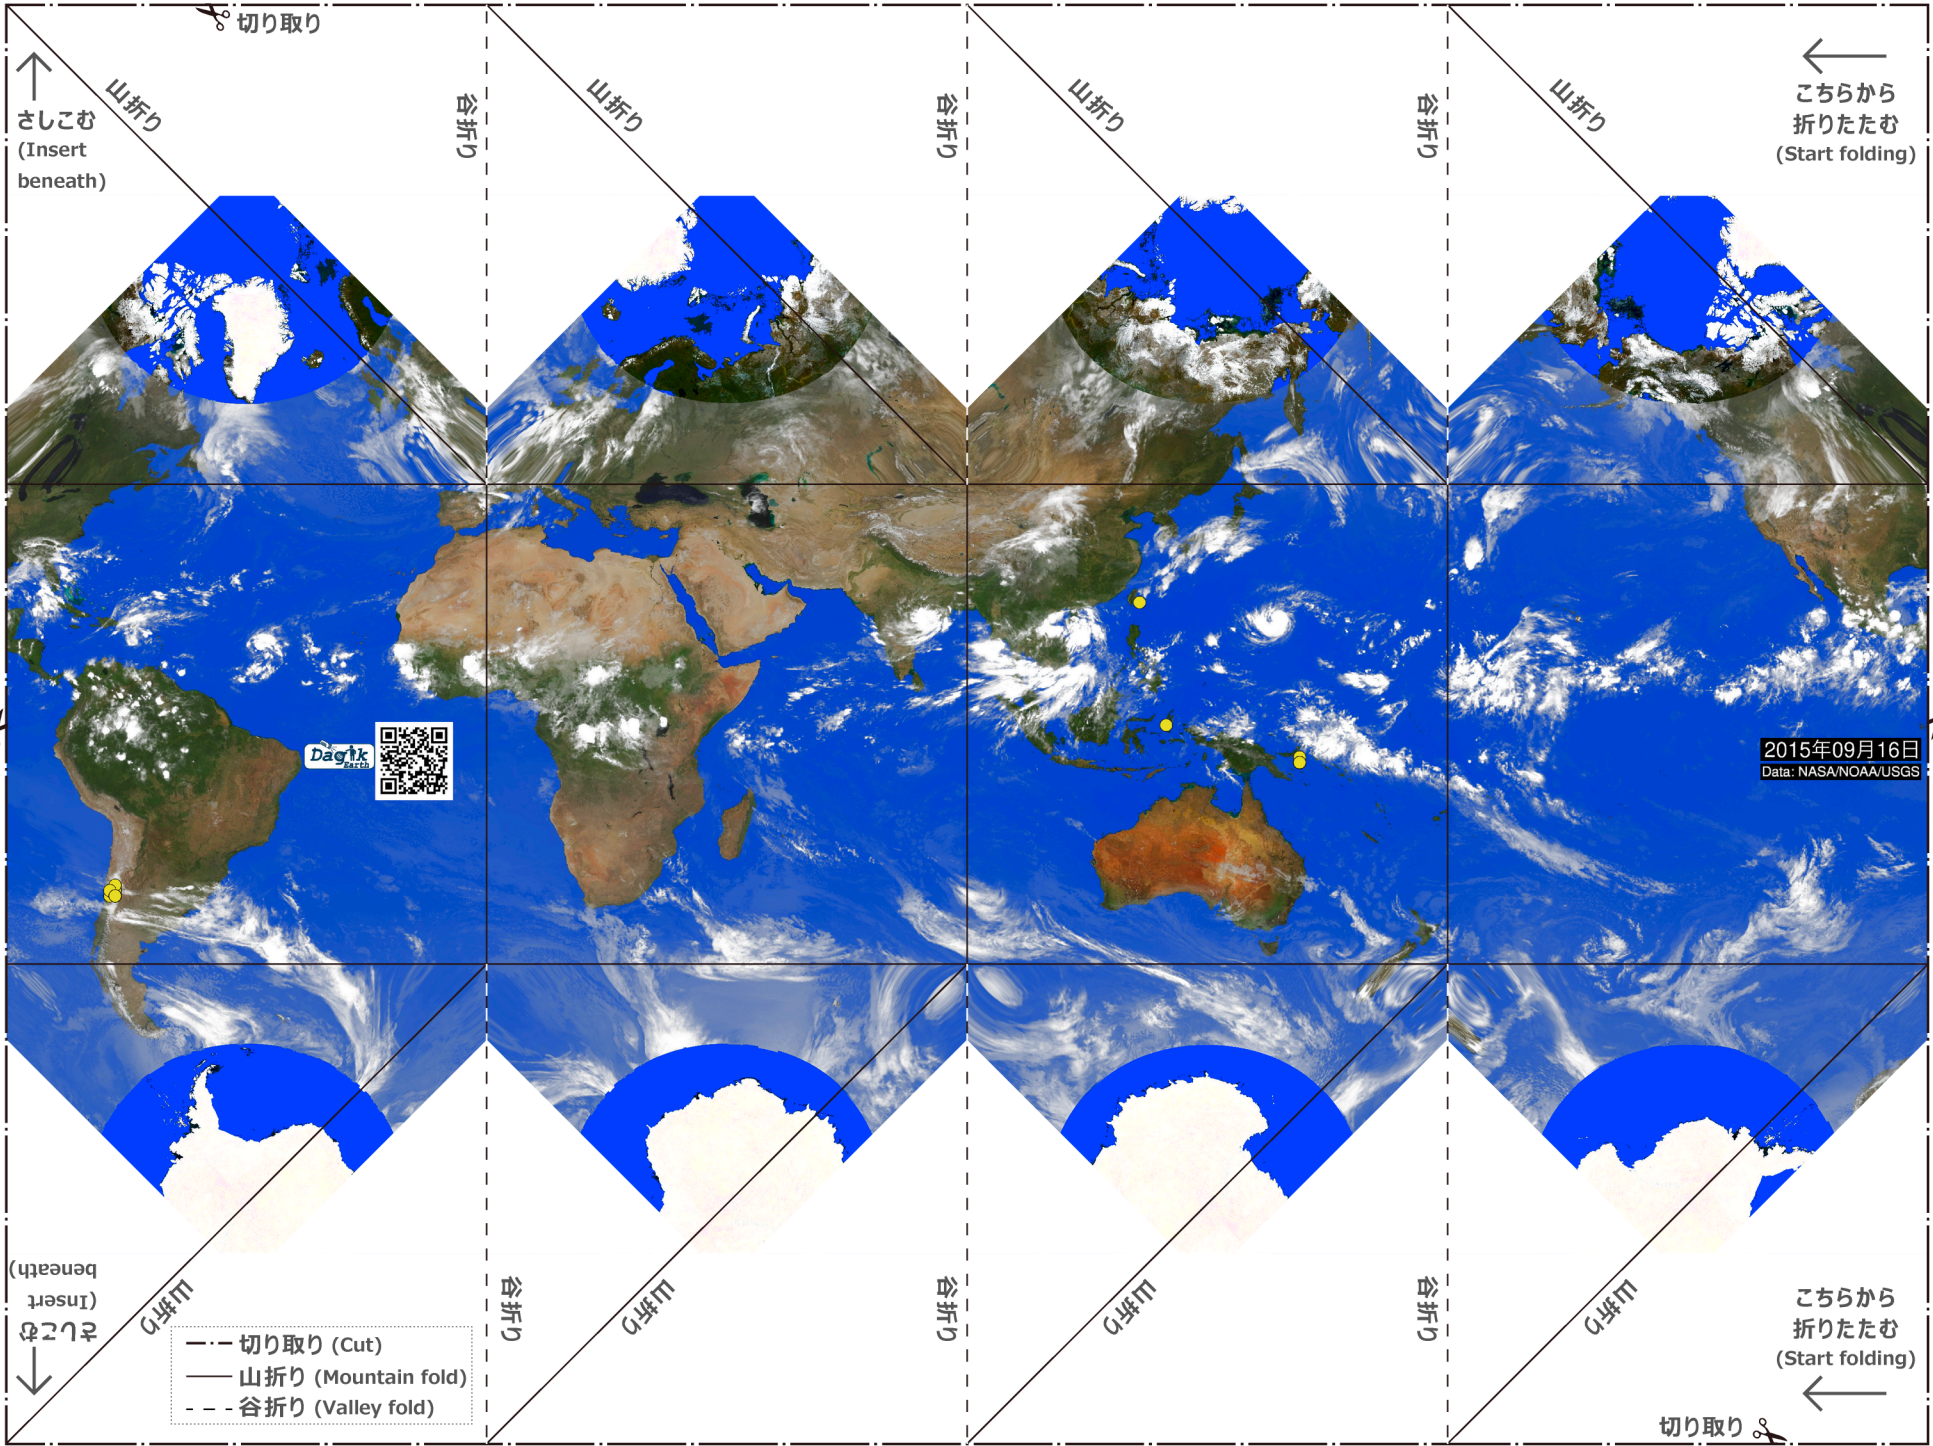 切り取り
さしこむ
(Insert
beneath)
山折り
谷折り
山折り
谷折り
山折り
谷折り
山折り
こちらから
折りたたむ
(Start folding)
Dagik
Earth
2015年09月16日
Data: NASA/NOAA/USGS
さしこむ
(Insert
beneath)
山折り
谷折り
山折り
谷折り
山折り
谷折り
山折り
こちらから
折りたたむ
(Start folding)
切り取り (Cut)
山折り (Mountain fold)
谷折り (Valley fold)
切り取り